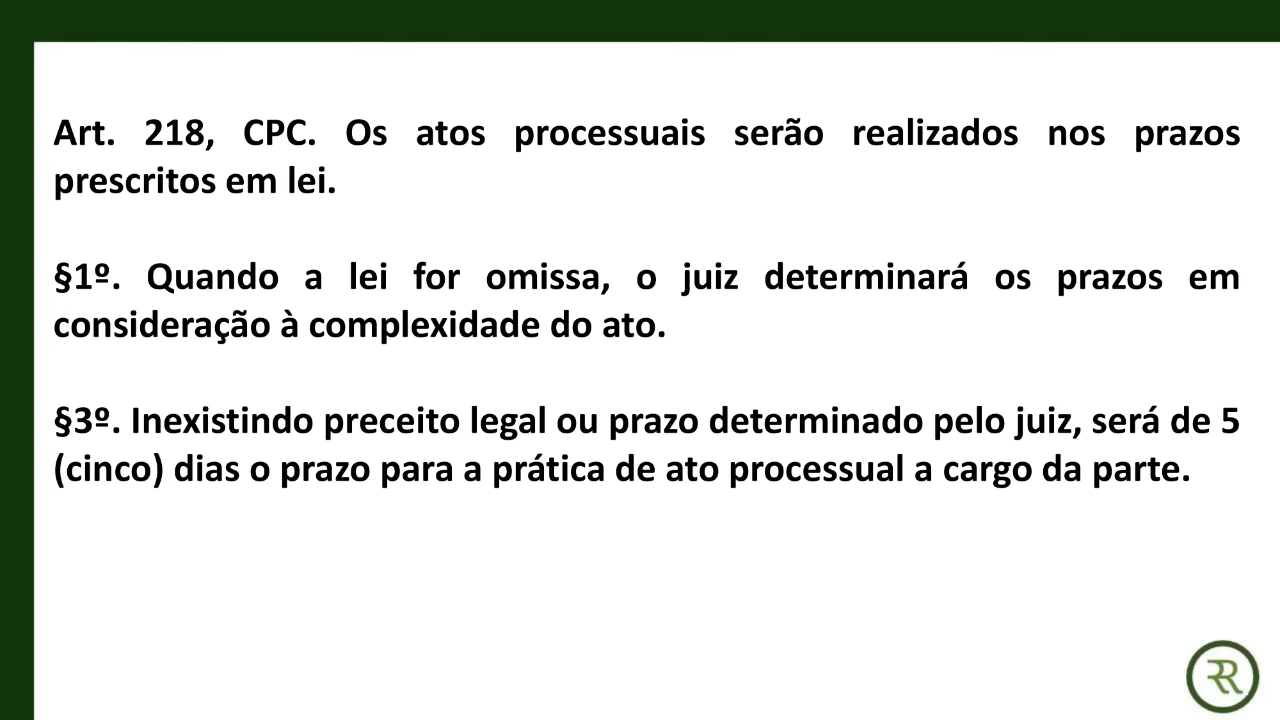 Art. 218, CPC. Os atos processuais serão realizados nos prazos
prescritos em lei.
§1º. Quando a lei for omissa, o juiz determinará os prazos em
consideração à complexidade do ato.
§3º. Inexistindo preceito legal ou prazo determinado pelo juiz, será de 5
(cinco) dias o prazo para a prática de ato processual a cargo da parte.